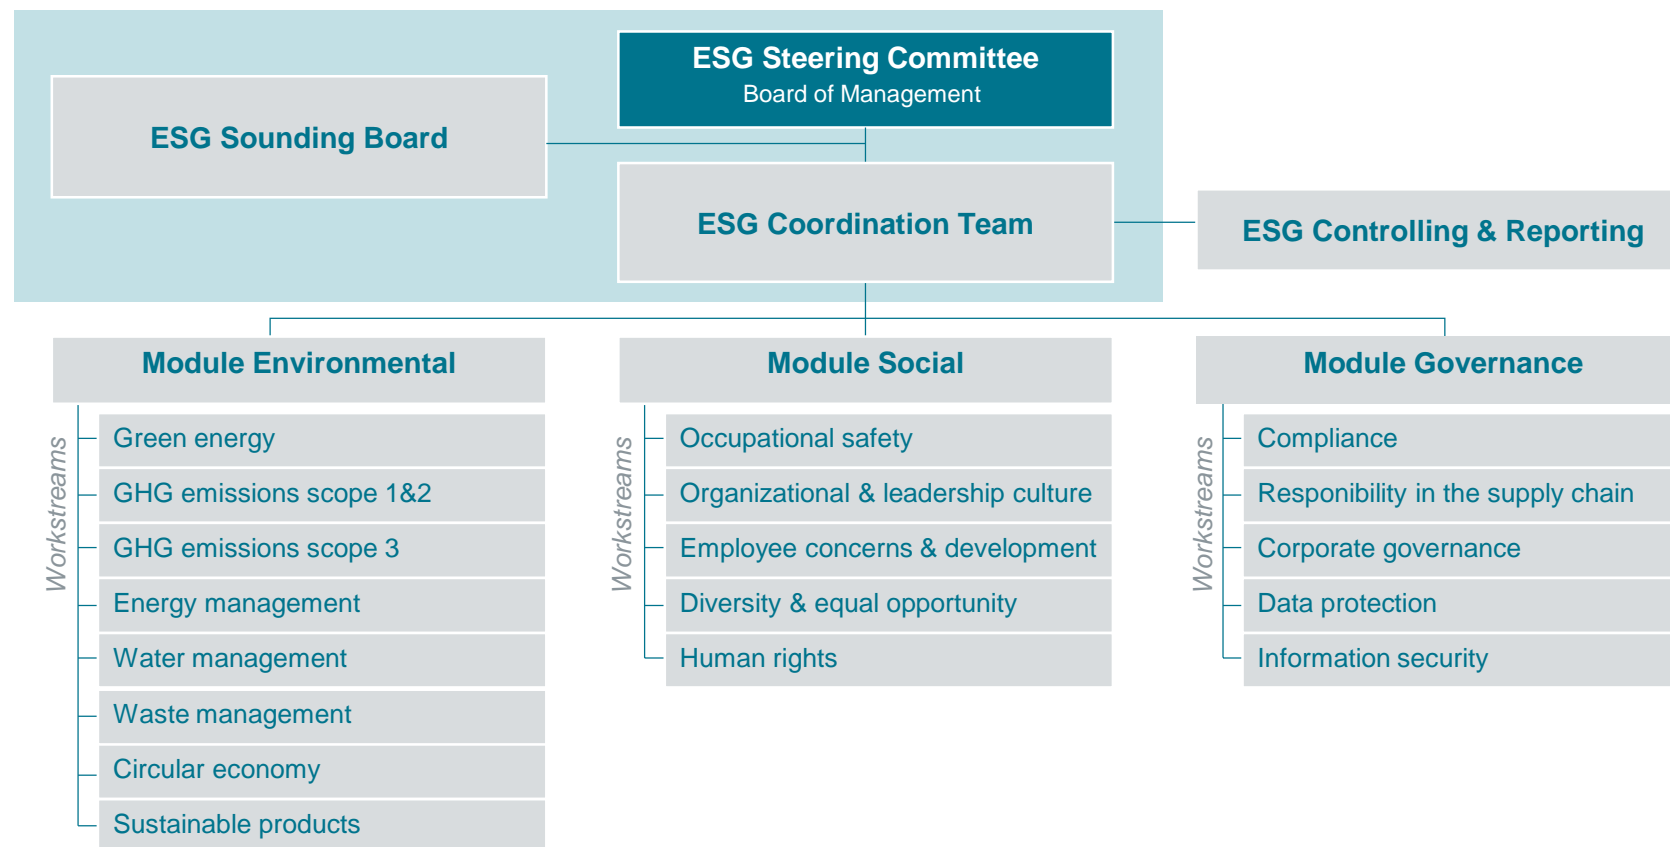 ESG Steering Committee
Board of Management
ESG Sounding Board
ESG Coordination Team
ESG Controlling & Reporting
Module Environmental
Workstreams
Green energy
GHG emissions scope 1&2
GHG emissions scope 3
Energy management
Water management
Waste management
Circular economy
Sustainable products
Module Social
Workstreams
Occupational safety
Organizational & leadership culture
Employee concerns & development
Diversity & equal opportunity
Human rights
Module Governance
Workstreams
Compliance
Responibility in the supply chain
Corporate governance
Data protection
Information security